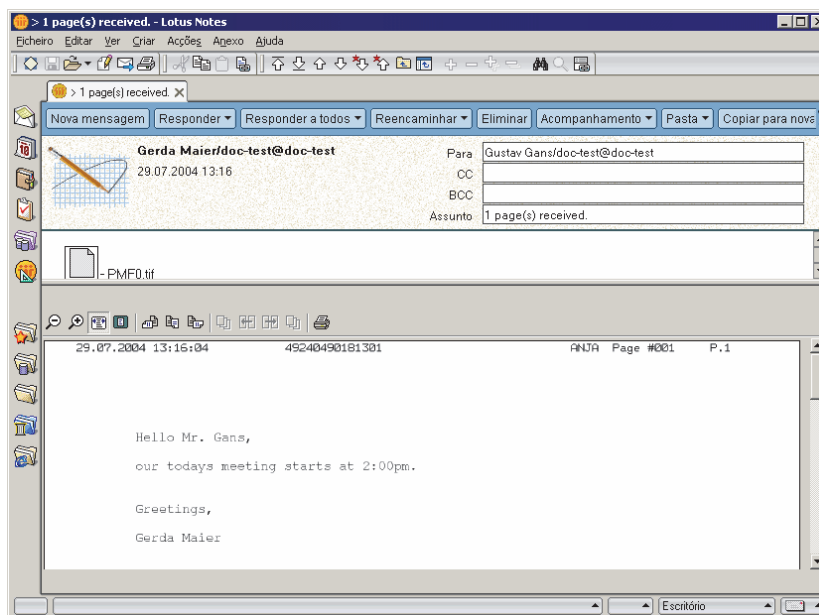 > 1 page(s) received. - Lotus Notes
Ficheiro Editar Ver Criar Acções Anexo Ajuda
> 1 page(s) received.
Nova mensagem Responder Responder a todos Reencaminhar Eliminar Acompanhamento Pasta Copiar para nova
Gerda Maier/doc-test@doc-test
29.07.2004 13:16
Para Gustav Gans/doc-test@doc-test
CC
BCC
Assunto 1 page(s) received.
- PMF0.tif
29.07.2004 13:16:04 49240490181301 ANJA Page #001 P.1
Hello Mr. Gans,
our todays meeting starts at 2:00pm.
Greetings,
Gerda Maier
Escritório